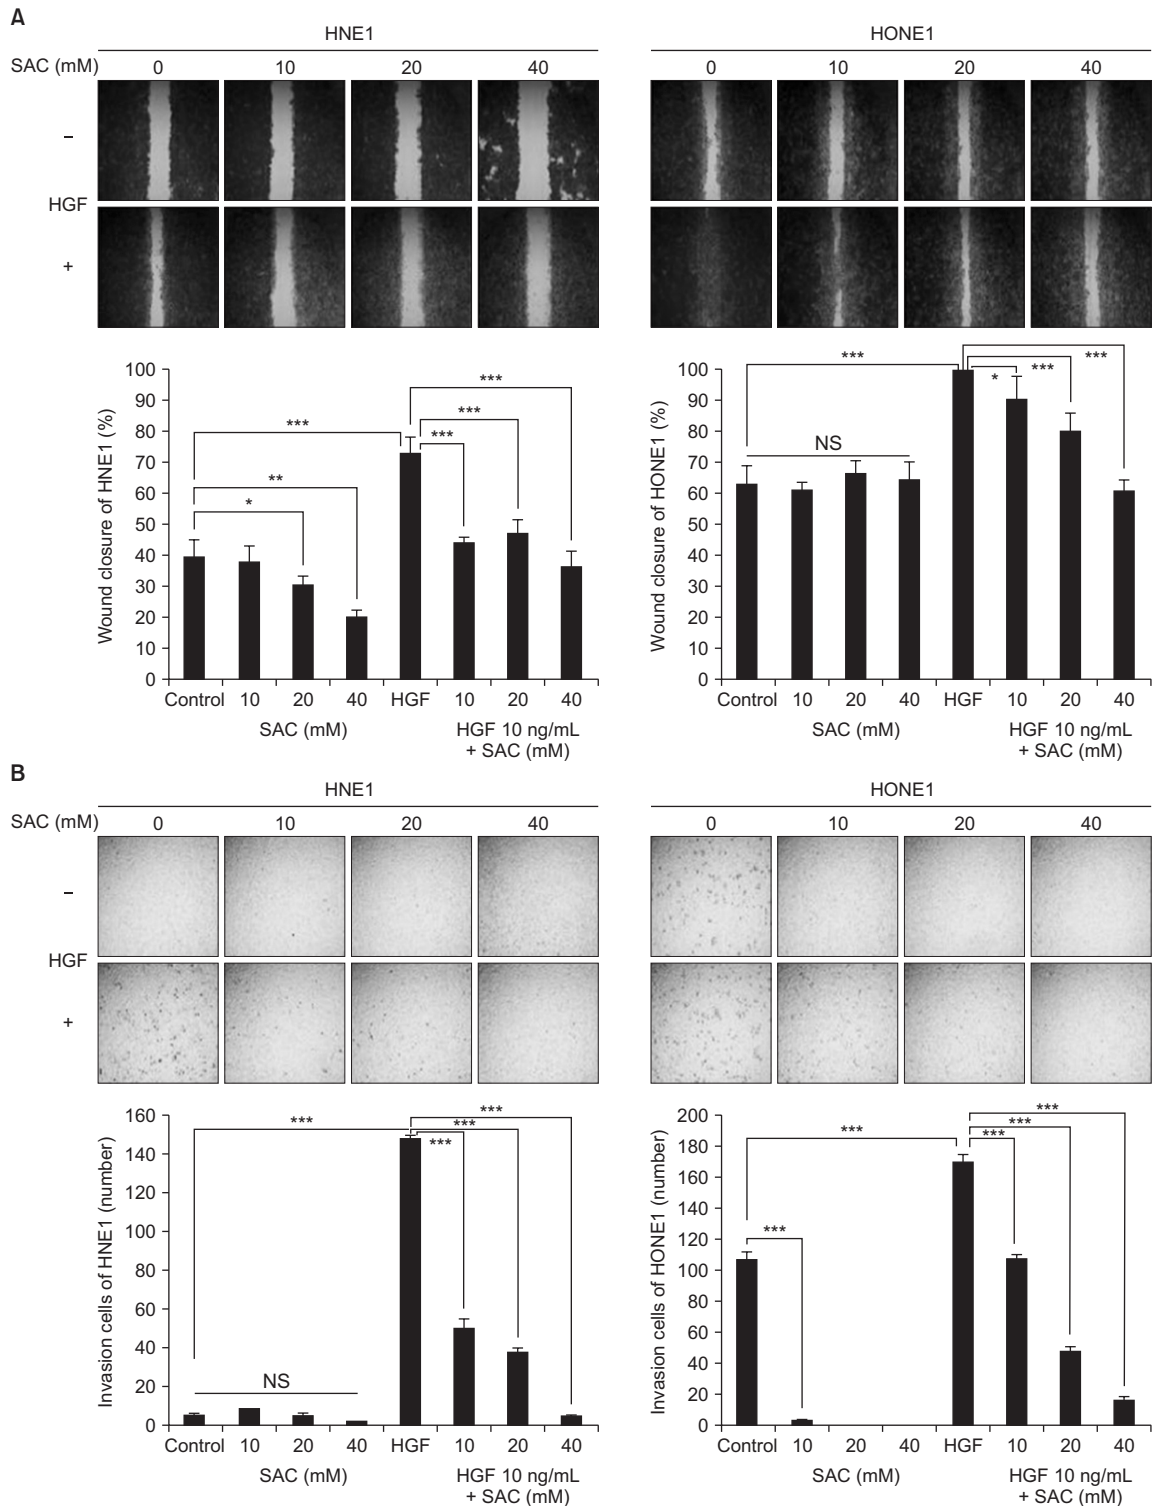 A
HNE1 HONE1
SAC (mM) 0 10 20 40 0 10 20 40
−
HGF
+
Wound closure of HNE1 (%)
100
90
80
70
60
50
40
30
20
10
0
*
**
***
***
***
***
Control 10 20 40 HGF 10 20 40
SAC (mM) HGF 10 ng/mL
+ SAC (mM)
Wound closure of HONE1 (%)
100
90
80
70
60
50
40
30
20
10
0
***
NS
*
***
***
Control 10 20 40 HGF 10 20 40
SAC (mM) HGF 10 ng/mL
+ SAC (mM)
B
HNE1 HONE1
SAC (mM) 0 10 20 40 0 10 20 40
−
HGF
+
Invasion cells of HNE1 (number)
160
140
120
100
80
60
40
20
0
***
NS
***
***
***
Control 10 20 40 HGF 10 20 40
SAC (mM) HGF 10 ng/mL
+ SAC (mM)
Invasion cells of HONE1 (number)
200
180
160
140
120
100
80
60
40
20
0
***
***
***
***
***
Control 10 20 40 HGF 10 20 40
SAC (mM) HGF 10 ng/mL
+ SAC (mM)